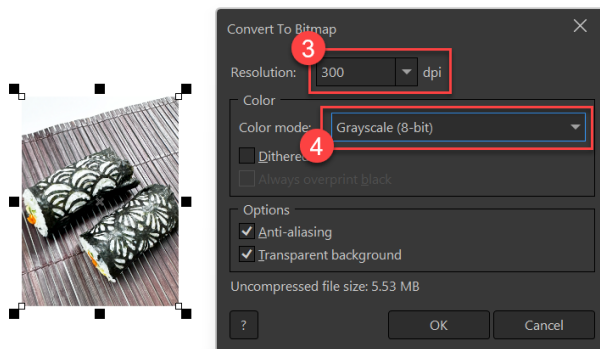 Convert To Bitmap
3
Resolution: 300 dpi
Color
Color mode: Grayscale (8-bit)
4
Dithered
Always overprint black
Options
Anti-aliasing
Transparent background
Uncompressed file size: 5.53 MB
? OK Cancel